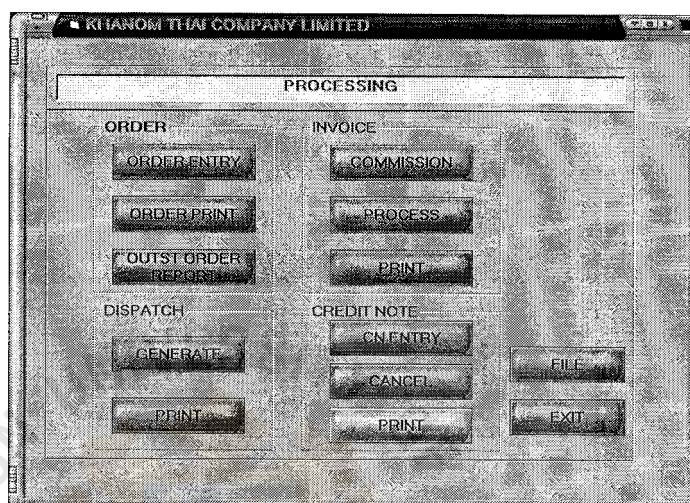 KHANOM THAI COMPANY LIMITED
PROCESSING
ORDER
ORDER ENTRY
ORDER PRINT
OUTST ORDER
REPORT
INVOICE
COMMISSION
PROCESS
PRINT
DISPATCH
GENERATE
PRINT
CREDIT NOTE
CN ENTRY
CANCEL
PRINT
FILE
EXIT